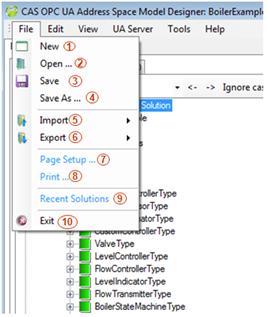 CAS OPC UA Address Space Model Designer: BoilerExample
File Edit View UA Server Tools Help
New 1
Open ... 2
<- -> Ignore cas
Save 3
Solution
Save As ... 4
Import 5
Export 6
Page Setup ... 7
Print ... 8
Recent Solutions 9
Exit 10
CustomControllerType
ValveType
LevelControllerType
FlowControllerType
LevelIndicatorType
FlowTransmitterType
BoilerStateMachineType